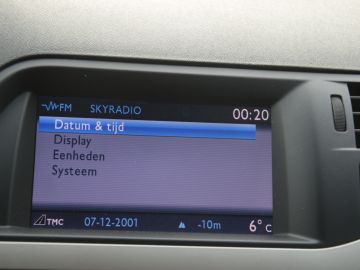 FM SKYRADIO 00:20
Datum & tijd
Display
Eenheden
Systeem
TMC 07-12-2001 -10m 6°C